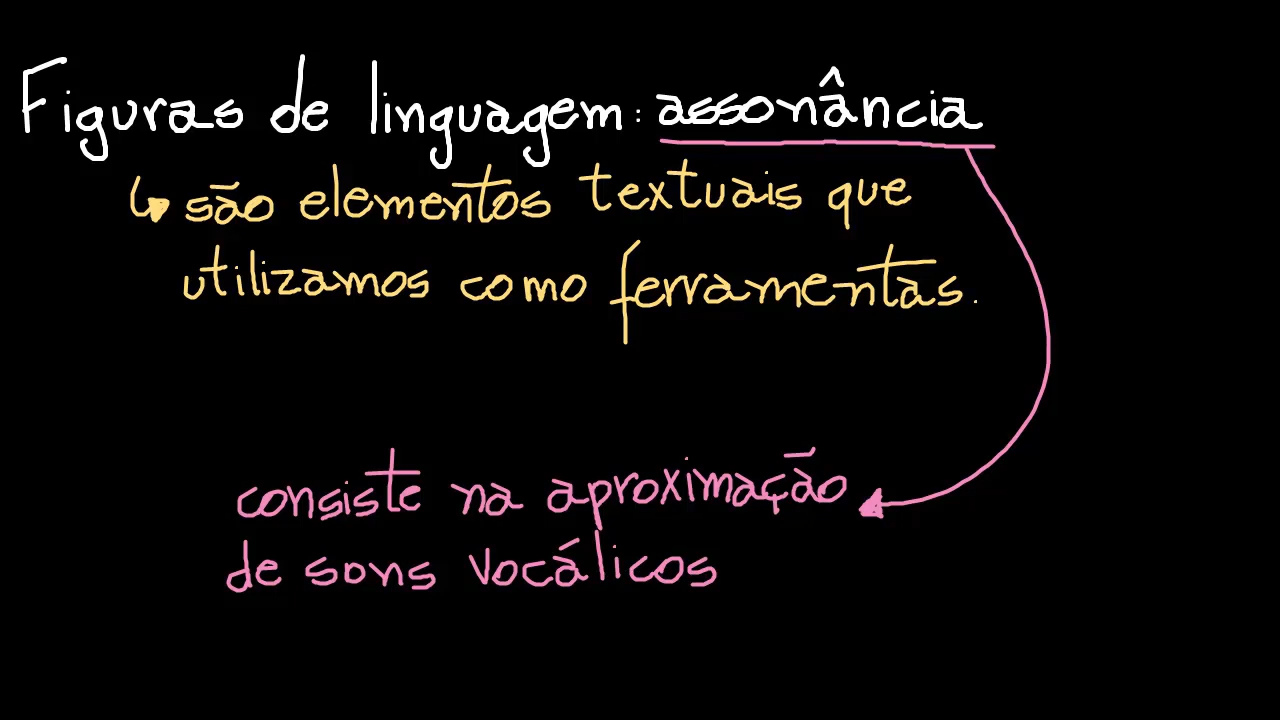 Figuras de linguagem: assonância
são elementos textuais que
utilizamos como ferramentas.
consiste na aproximação
de sons vocálicos